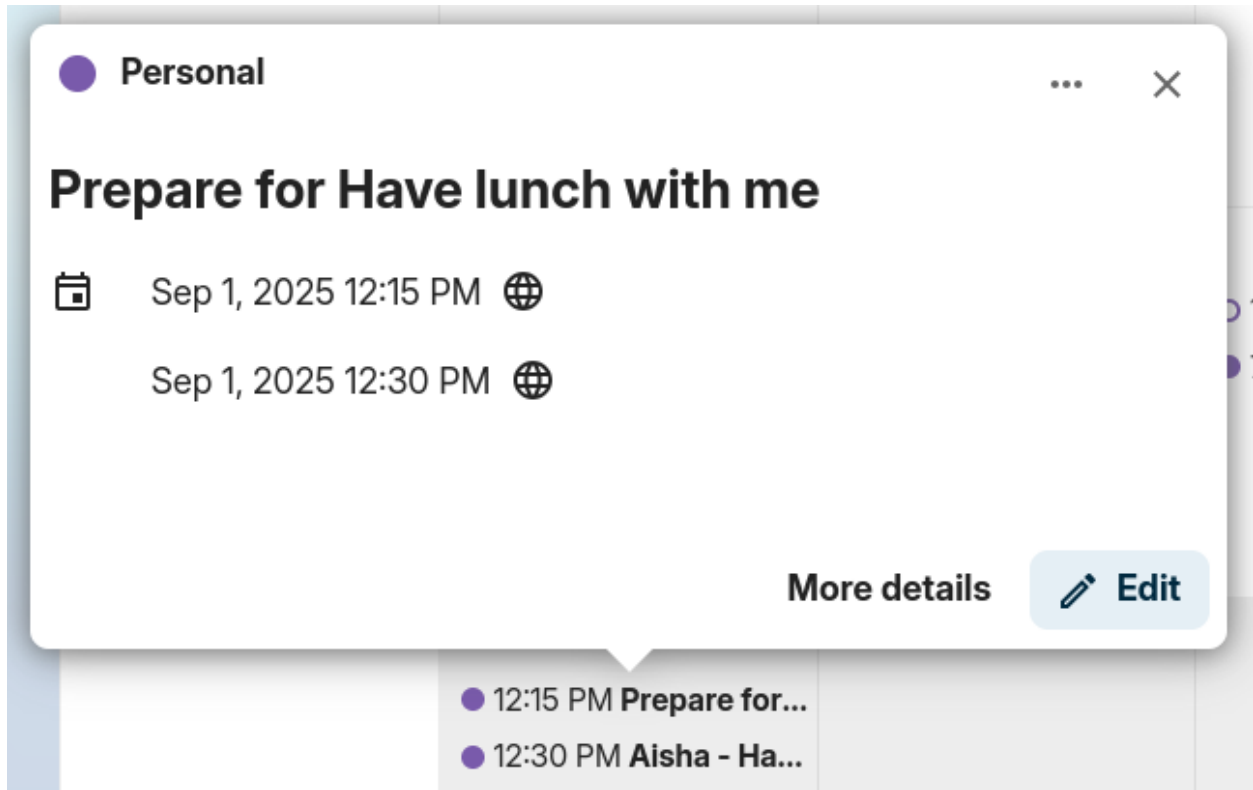 Personal
Prepare for Have lunch with me
Sep 1, 2025 12:15 PM
Sep 1, 2025 12:30 PM
More details
Edit
12:15 PM Prepare for...
12:30 PM Aisha - Ha...